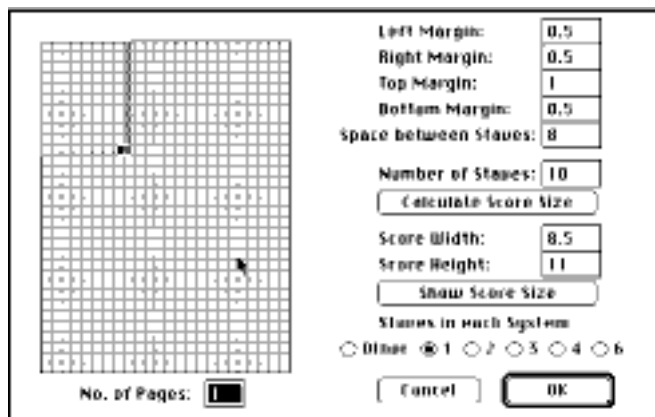 Left Margin: 0.5
Right Margin: 0.5
Top Margin: 1
Bottom Margin: 0.5
Space between Staves: 8
Number of Staves: 10
Calculate Score Size
Score Width: 8.5
Score Height: 11
Show Score Size
Staves in each System
1 2 3 4 6
No. of Pages: 1
Cancel OK